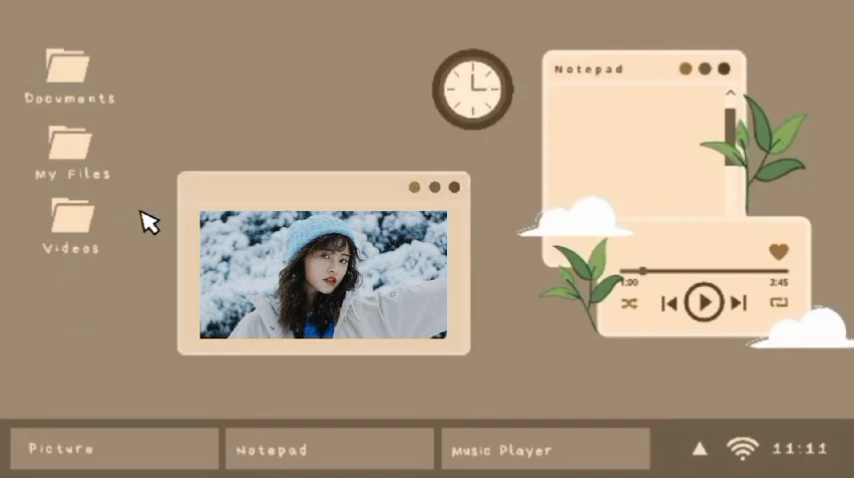 Documents
My Files
Videos
Notepad
1:00 3:45
Picture
Notepad
Music Player
11:11